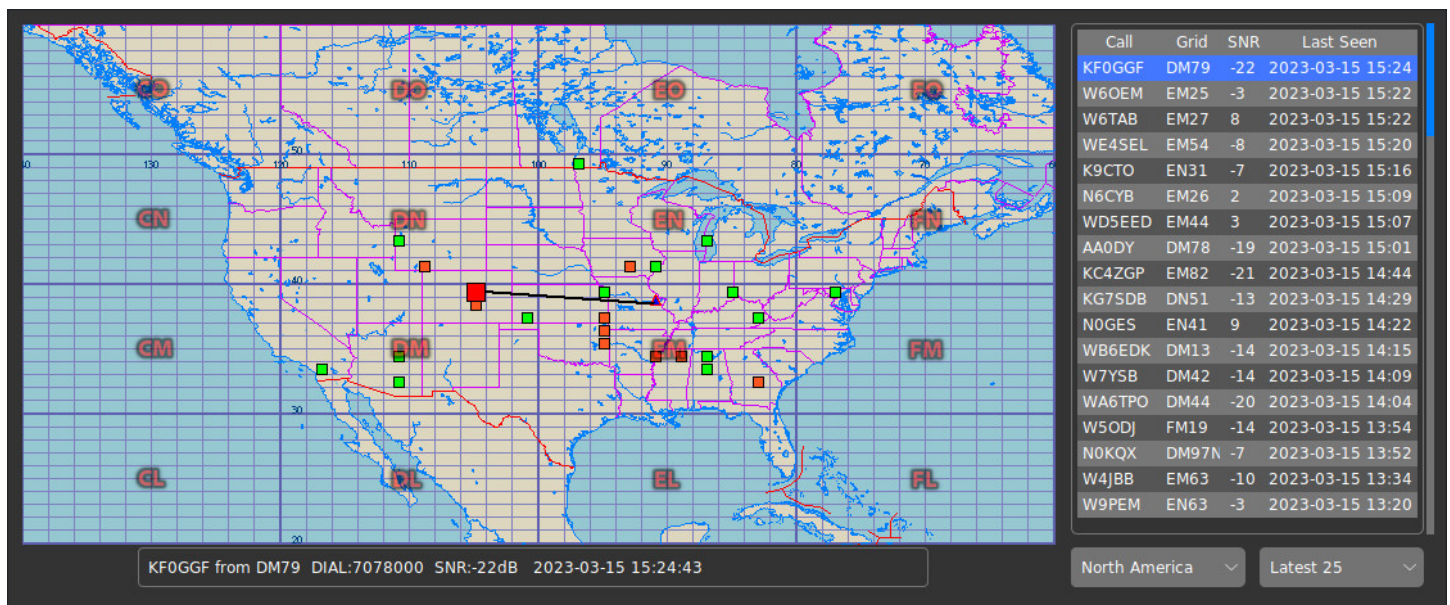 CO DO EO FO
50
40 130 120 110 100 90 80 70 6
CN DN EN FN
40
CM DM EM FM
30
CL DL EL FL
20
Call Grid SNR Last Seen
KF0GGF DM79 -22 2023-03-15 15:24
W6OEM EM25 -3 2023-03-15 15:22
W6TAB EM27 8 2023-03-15 15:22
WE4SEL EM54 -8 2023-03-15 15:20
K9CTO EN31 -7 2023-03-15 15:16
N6CYB EM26 2 2023-03-15 15:09
WD5EED EM44 3 2023-03-15 15:07
AA0DY DM78 -19 2023-03-15 15:01
KC4ZGP EM82 -21 2023-03-15 14:44
KG7SDB DN51 -13 2023-03-15 14:29
N0GES EN41 9 2023-03-15 14:22
WB6EDK DM13 -14 2023-03-15 14:15
W7YSB DM42 -14 2023-03-15 14:09
WA6TPO DM44 -20 2023-03-15 14:04
W5ODJ FM19 -14 2023-03-15 13:54
N0KQX DM97N -7 2023-03-15 13:52
W4JBB EM63 -10 2023-03-15 13:34
W9PEM EN63 -3 2023-03-15 13:20
KF0GGF from DM79 DIAL:7078000 SNR:-22dB 2023-03-15 15:24:43
North America
Latest 25